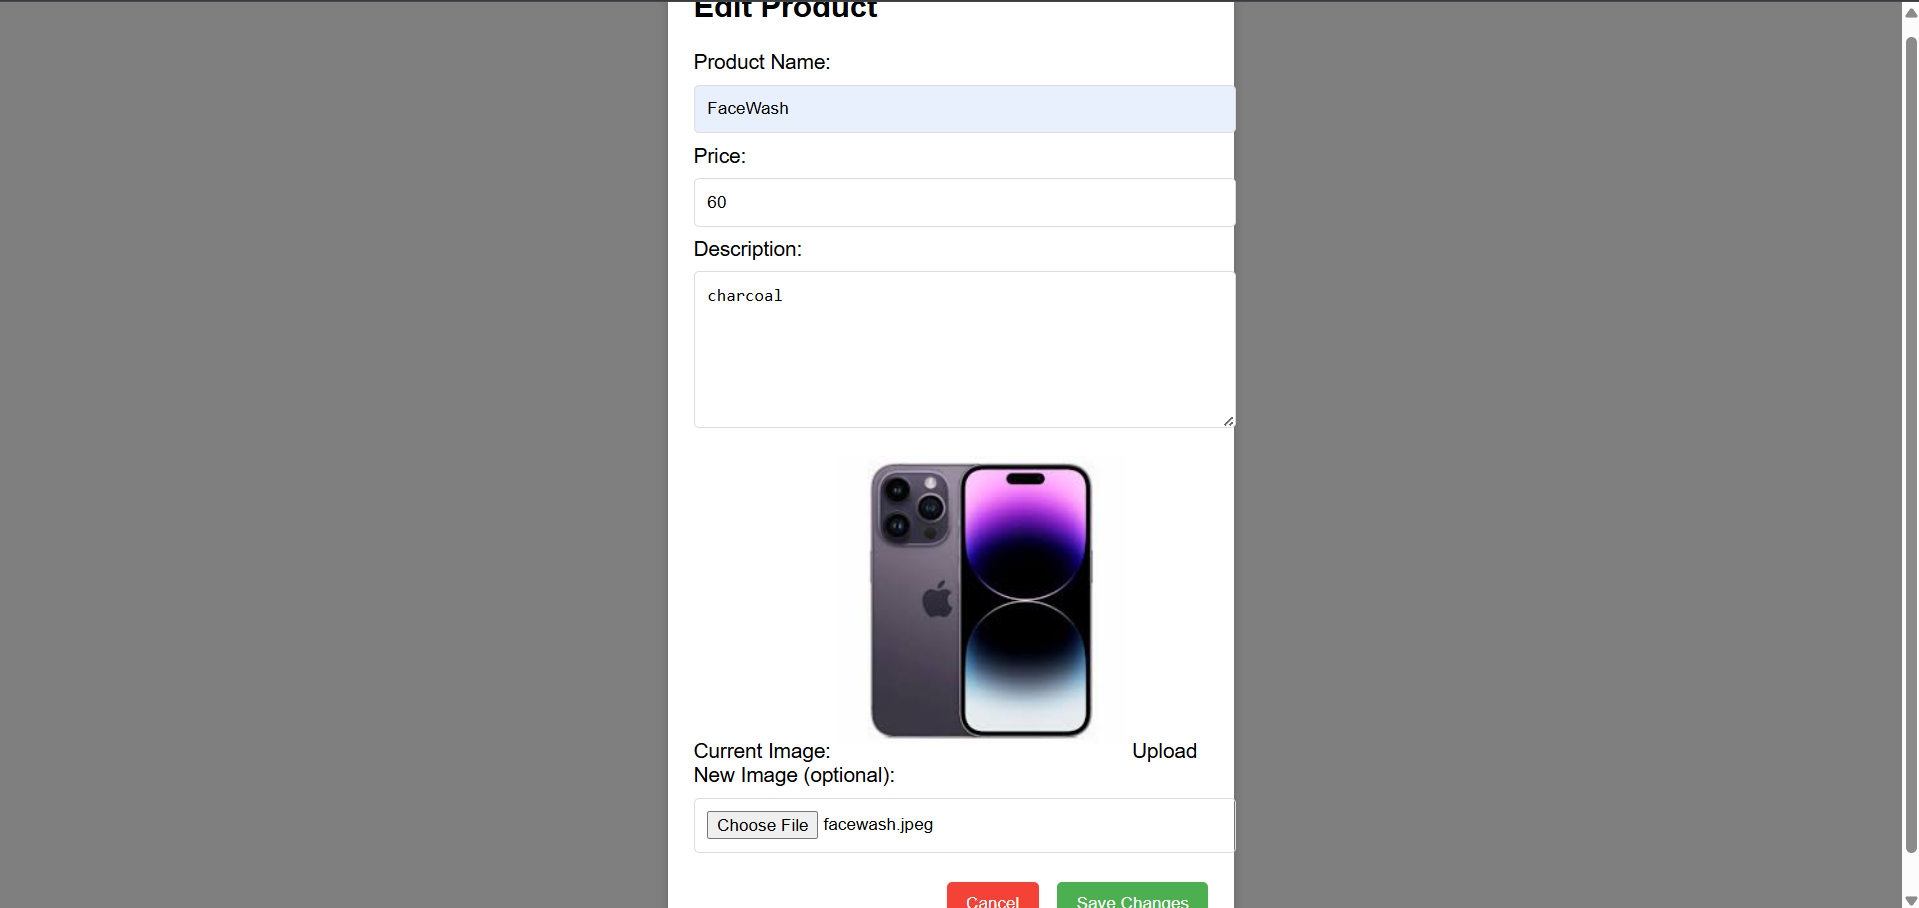 Edit Product
Product Name:
FaceWash
Price:
60
Description:
charcoal
Current Image: Upload
New Image (optional):
Choose File facewash.jpeg
Cancel Save Changes